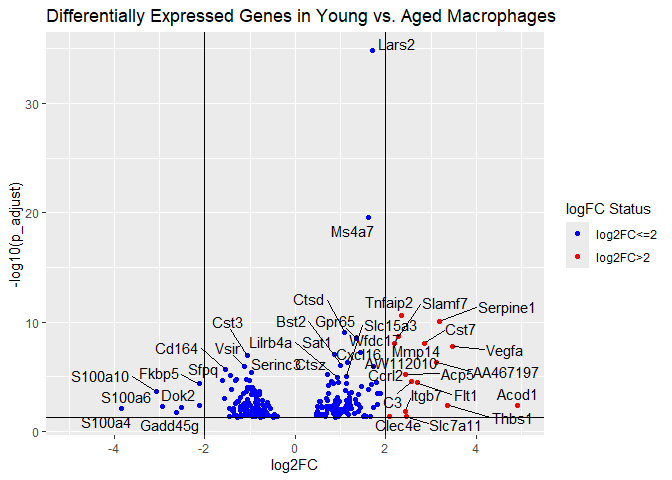 Differentially Expressed Genes in Young vs. Aged Macrophages
Lars2
30
-log10(p_adjust)
logFC Status
log2FC<=2
log2FC>2
20
Ms4a7
Ctsd
Tnfaip2
Slamf7
Serpine1
Bst2
Gpr65
Slc15a3
Cst3
10
Lilrb4a
Sat1
Wfdc17
Cst7
Cd164
Vsir
Cxcl16
Mmp14
Vegfa
S100a10
Fkbp5
Sfpq
Serinc3
Ctsz
AW112010
AA467197
Ccrl2
Acp5
S100a6
Dok2
C3
Itgb7
Flt1
Acod1
S100a4
Gadd45g
Clec4e
Slc7a11
Thbs1
0
-4
-2
0
2
4
log2FC